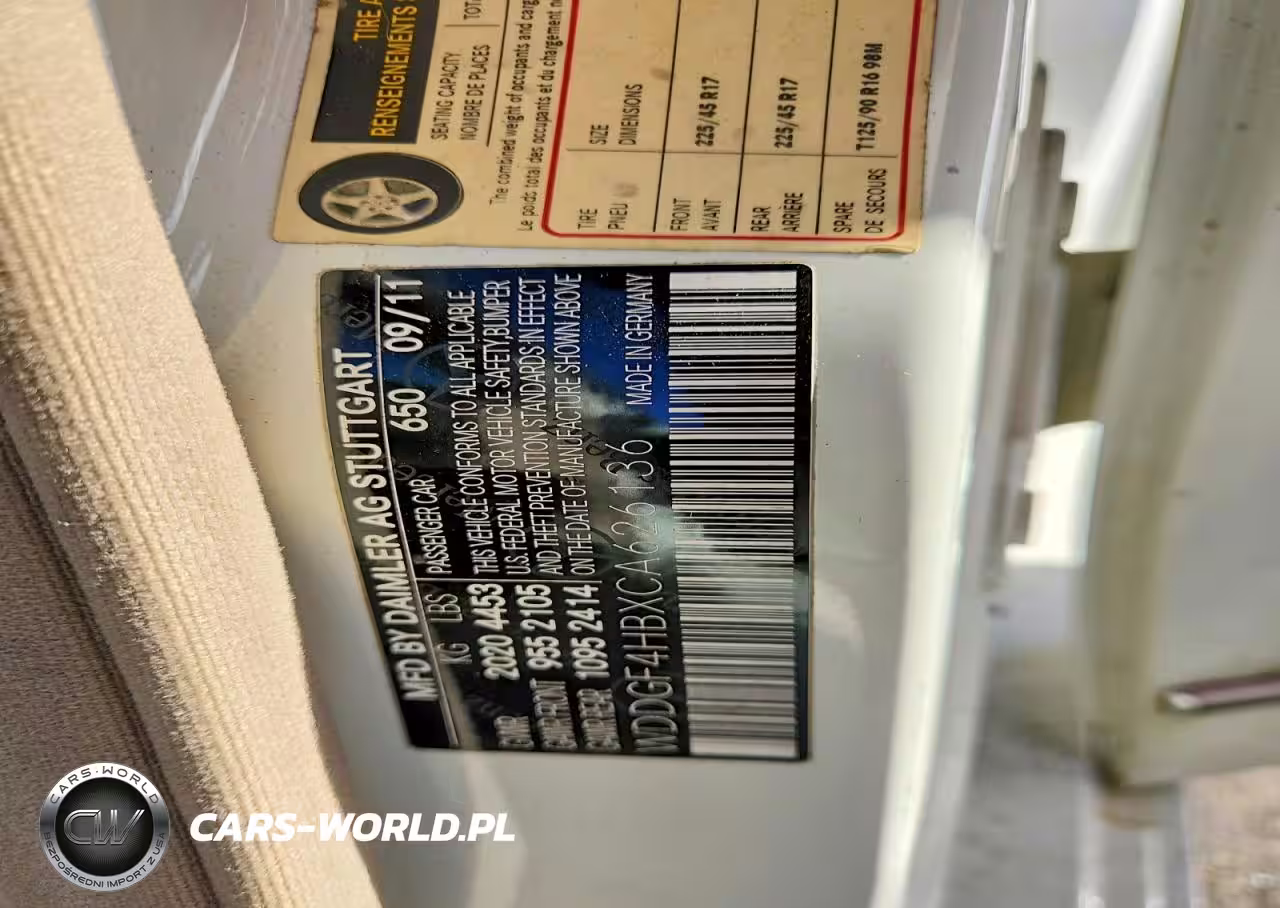 MFD BY DAIMLER AG STUTTGART
KG LBS PASSENGER CAR 650 09/11
GVWR 2020 4453
GAWR FRONT 955 2105
GAWR RER 1095 2414
THIS VEHICLE CONFORMS TO ALL APPLICABLE
U.S. FEDERAL MOTOR VEHICLE SAFETY, BUMPER
AND THEFT PREVENTION STANDARDS IN EFFECT
ON THE DATE OF MANUFACTURE SHOWN ABOVE
WDDGF4HBXCA626136 MADE IN GERMANY
TIRE
RENSEIGNEMENTS
SEATING CAPACITY
NOMBRE DE PLACES
The combined weight of occupants and
Le poids total des occupants et du chargement
TIRE SIZE
PNEU DIMENSIONS
FRONT
AVANT 225/45 R17
REAR
ARRIÈRE 225/45 R17
SPARE
DE SECOURS T125/90 R16 98M
CARS-WORLD
CW
BEZPOŚREDNI IMPORT Z USA
CARS-WORLD.PL